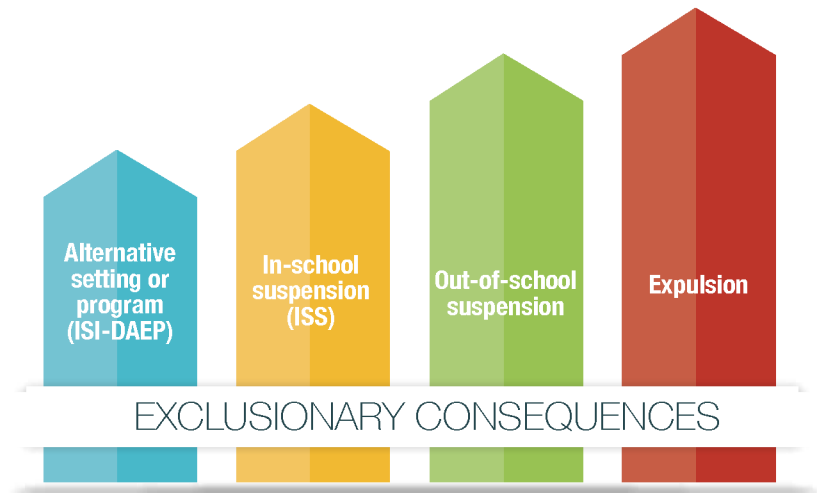 Alternative
setting or
program
(ISI-DAEP)
In-school
suspension
(ISS)
Out-of-school
suspension
Expulsion
EXCLUSIONARY CONSEQUENCES